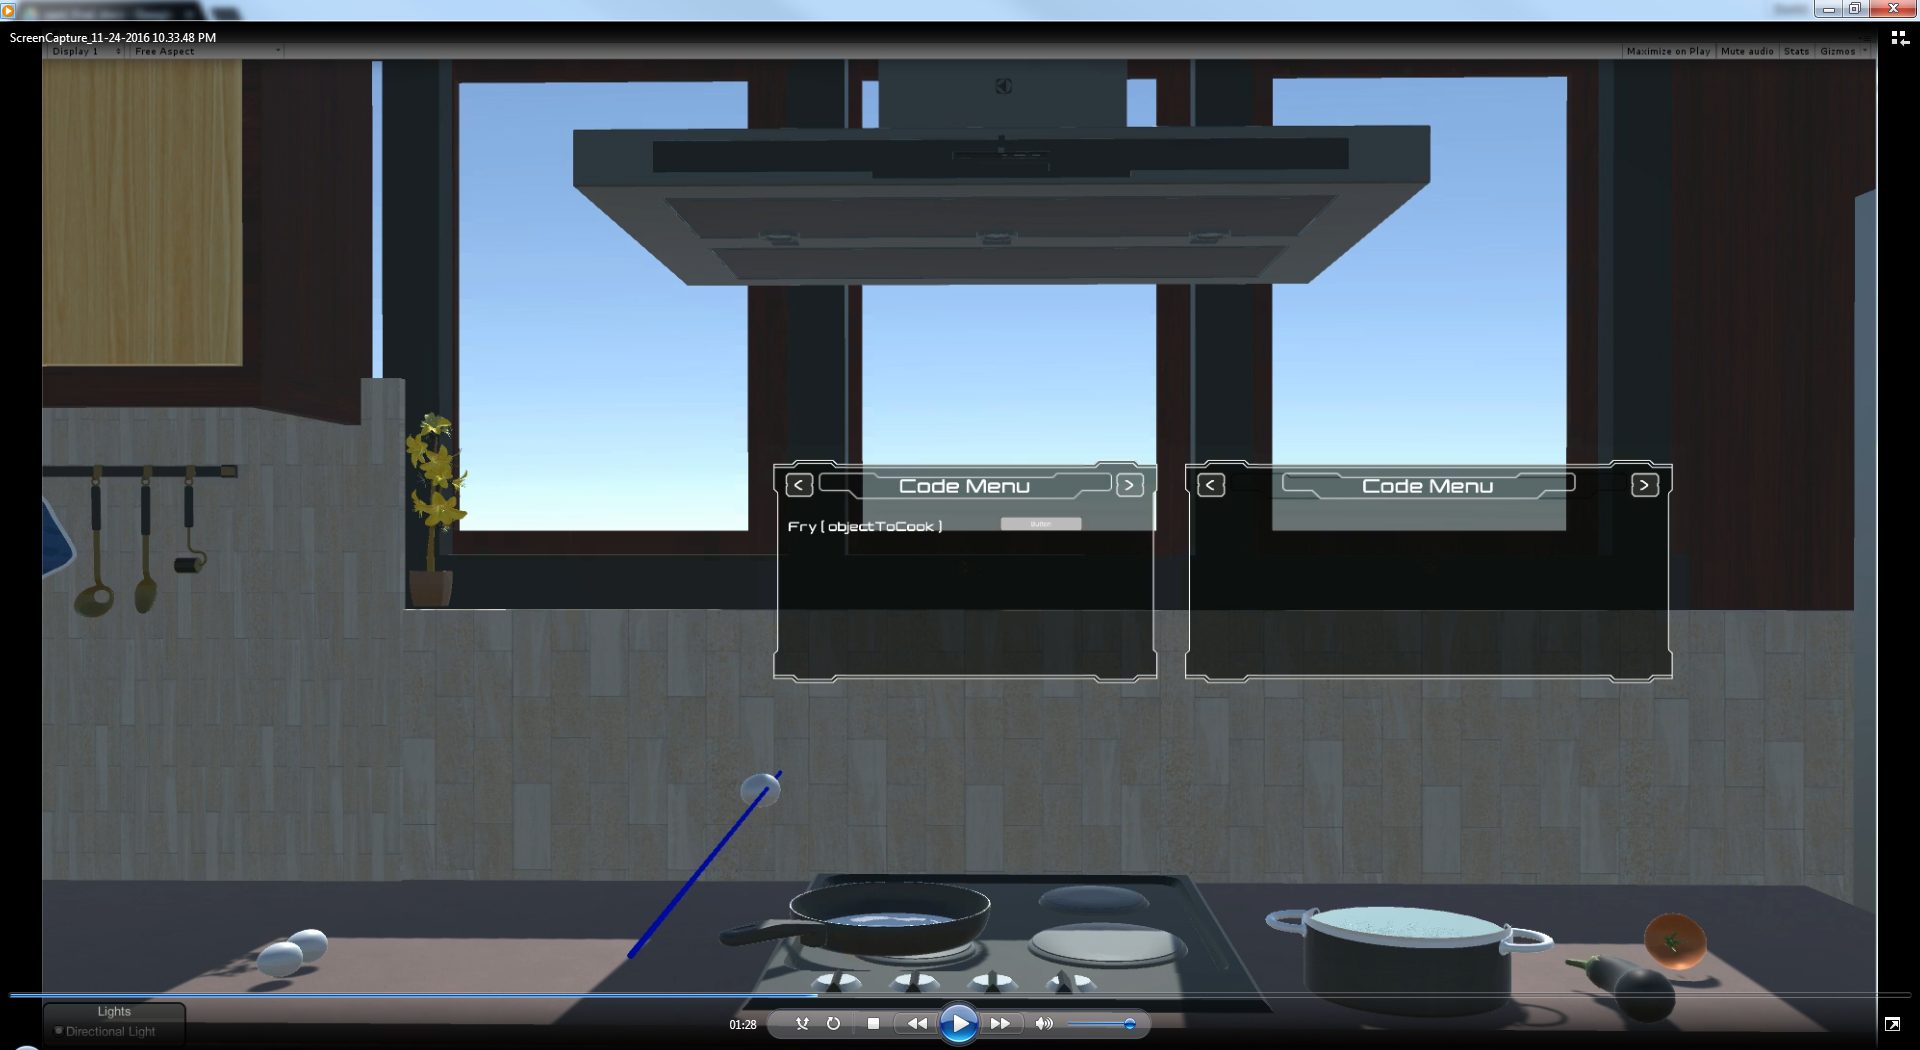 ScreenCapture_11-24-2016 10.33.48 PM
Display 1
Free Aspect
Maximize on Play
Mute audio
Stats
Gizmos
< Code Menu >
Fry ( objectToCook )
Button
< Code Menu >
Lights
Directional Light
01:28